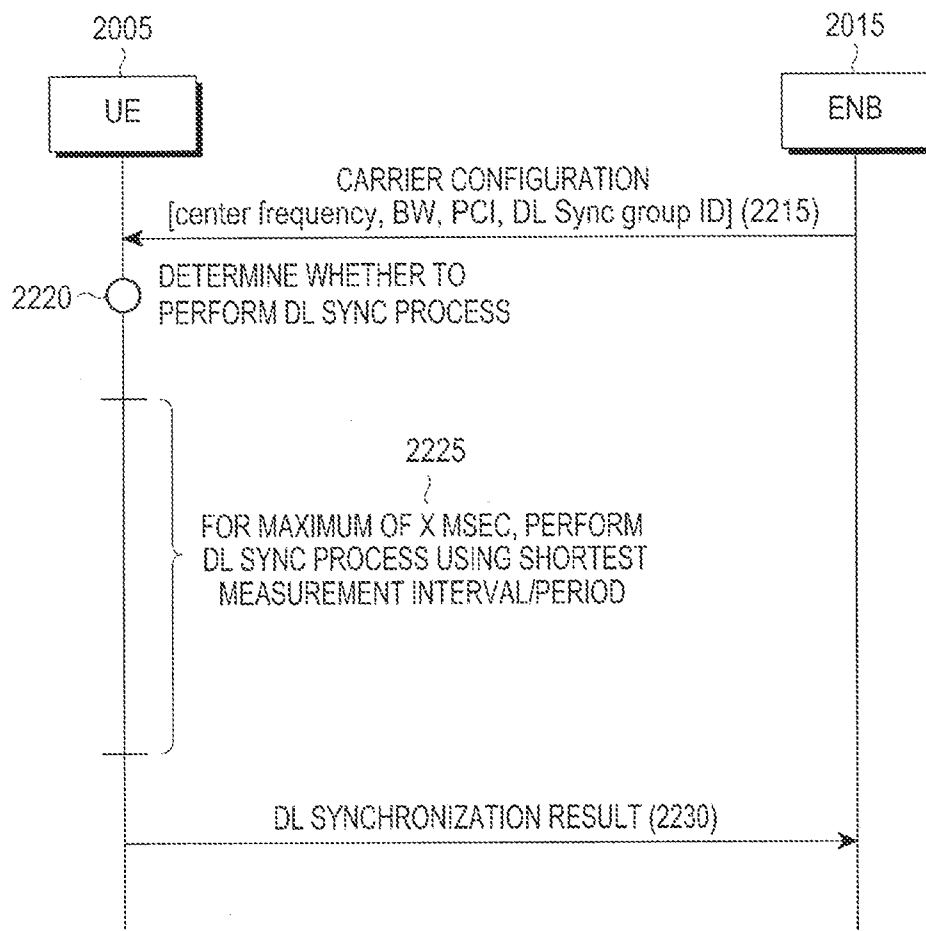 2005
2015
UE
ENB
CARRIER CONFIGURATION
[center frequency, BW, PCI, DL Sync group ID] (2215)
2220
DETERMINE WHETHER TO
PERFORM DL SYNC PROCESS
2225
FOR MAXIMUM OF X MSEC, PERFORM
DL SYNC PROCESS USING SHORTEST
MEASUREMENT INTERVAL/PERIOD
DL SYNCHRONIZATION RESULT (2230)